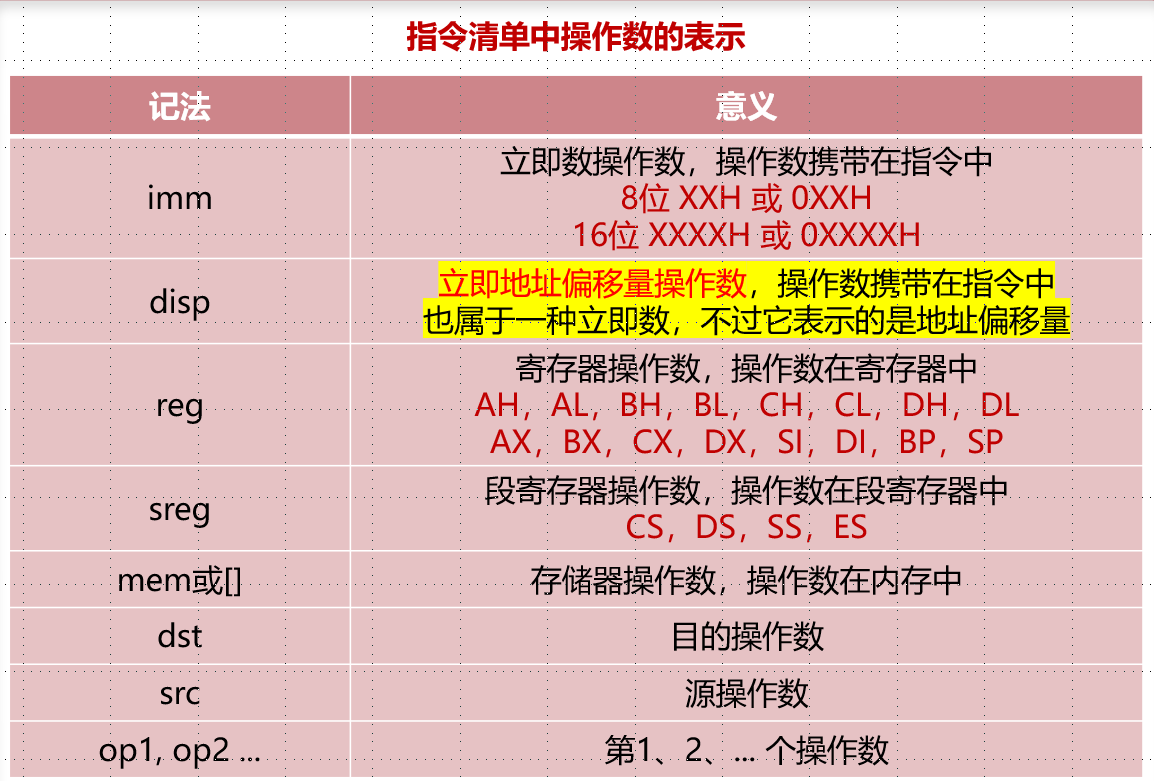 指令清单中操作数的表示
记法
意义
imm
立即数操作数，操作数携带在指令中
8位 XXH 或 0XXH
16位 XXXXH 或 0XXXXH
disp
立即地址偏移量操作数，操作数携带在指令中
也属于一种立即数，不过它表示的是地址偏移量
reg
寄存器操作数，操作数在寄存器中
AH，AL，BH，BL，CH，CL，DH，DL
AX，BX，CX，DX，SI，DI，BP，SP
sreg
段寄存器操作数，操作数在段寄存器中
CS，DS，SS，ES
mem或[]
存储器操作数，操作数在内存中
dst
目的操作数
src
源操作数
op1, op2 ...
第1、2、... 个操作数